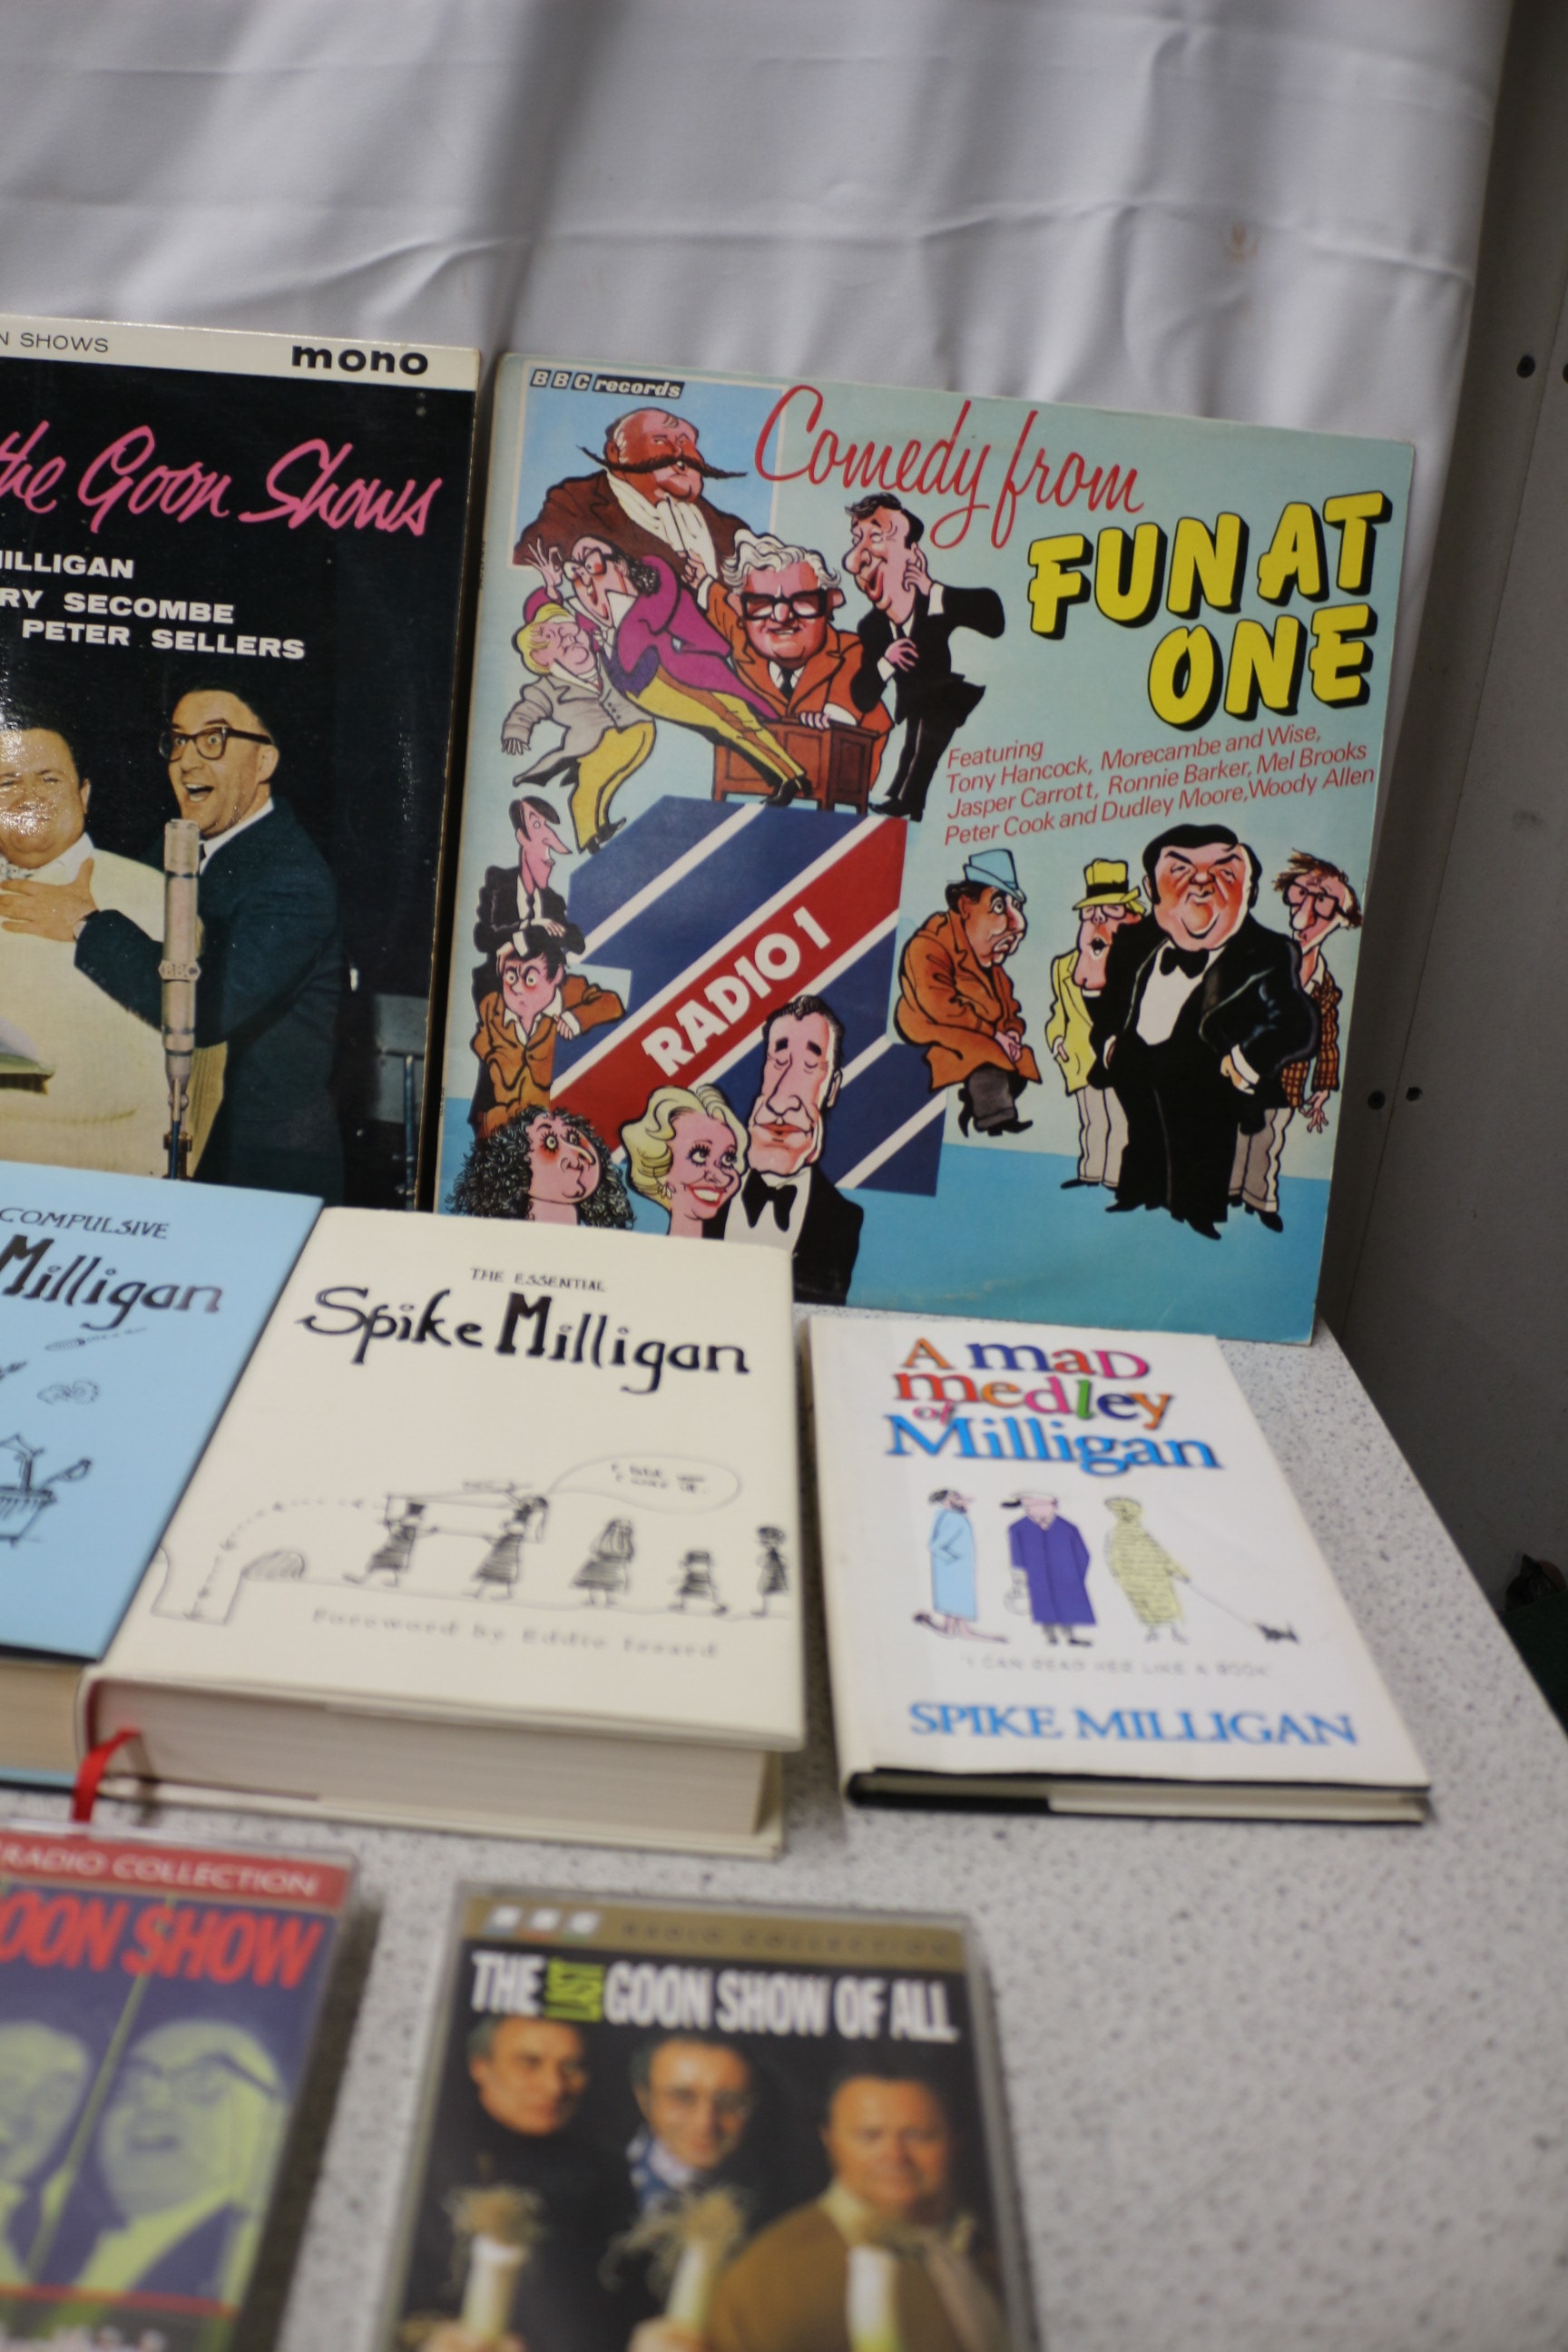 N SHOWS
mono
the Goon Shows
MILLIGAN
RY SECOMBE
PETER SELLERS
BBC
BBC records
Comedy from
FUN AT
ONE
Featuring
Tony Hancock, Morecambe and Wise,
Jasper Carrott, Ronnie Barker, Mel Brooks
Peter Cook and Dudley Moore, Woody Allen
RADIO 1
COMPULSIVE
Milligan
THE ESSENTIAL
Spike Milligan
Foreword by Eddie Izzard
A maD
medley
of
Milligan
'I CAN READ HER LIKE A BOOK'
SPIKE MILLIGAN
RADIO COLLECTION
OON SHOW
BBC RADIO COLLECTION
THE LAST GOON SHOW OF ALL